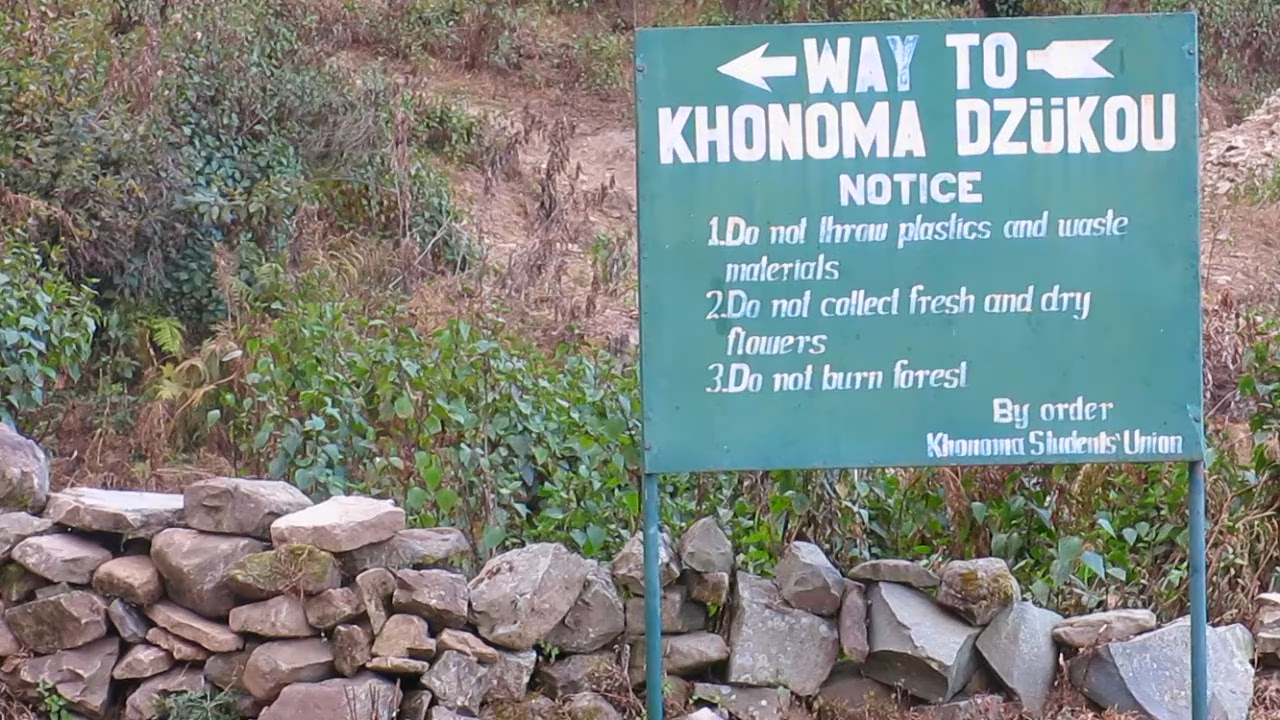 WAY TO
KHONOMA DZüKOU
NOTICE
1.Do not throw plastics and waste
materials
2.Do not collect fresh and dry
flowers
3.Do not burn forest
By order
Khonoma Students' Union